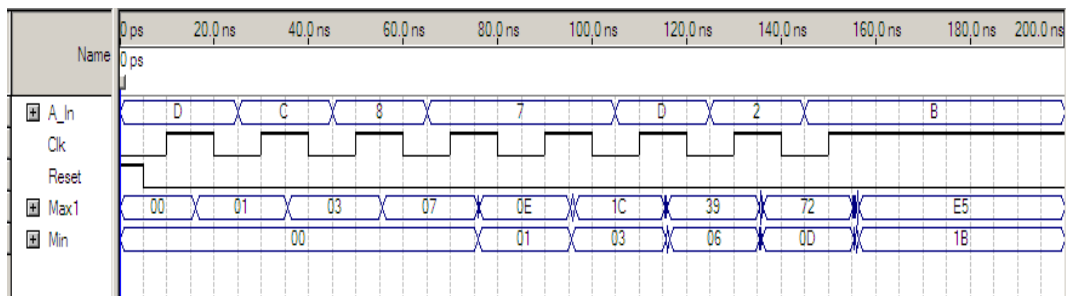 Name
0 ps 20.0 ns 40.0 ns 60.0 ns 80.0 ns 100.0 ns 120.0 ns 140.0 ns 160.0 ns 180.0 ns 200.0 ns
0 ps
A_In D C 8 7 D 2 B
Clk
Reset
Max1 00 01 03 07 0E 1C 39 72 E5
Min 00 01 03 06 0D 1B